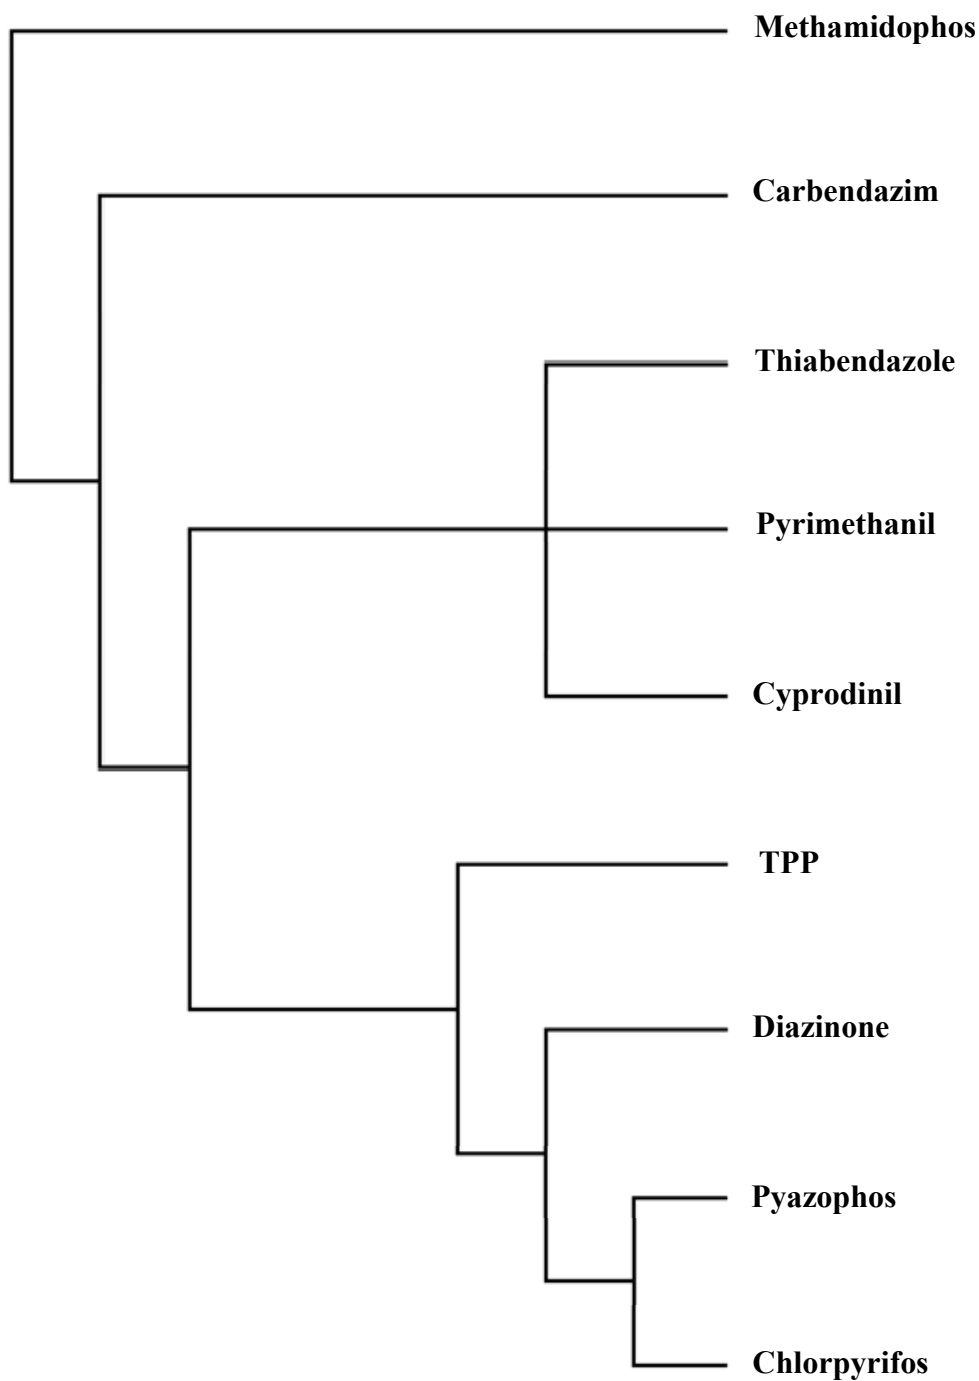 Methamidophos
Carbendazim
Thiabendazole
Pyrimethanil
Cyprodinil
TPP
Diazinone
Pyazophos
Chlorpyrifos